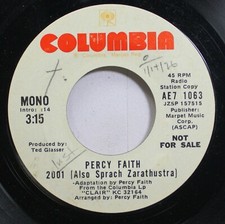 COLUMBIA
MONO
Intro: :14
3:15
45 RPM
Radio
Station Copy
AE7 1063
JZSP 157515
Publisher:
Marpet Music
Corp.
(ASCAP)
Produced by:
Ted Glasser
NOT
FOR SALE
PERCY FAITH
2001 (Also Sprach Zarathustra)
-Adaptation by Percy Faith-
From the Columbia Lp
"CLAIR" KC 32164
Arranged by: Percy Faith